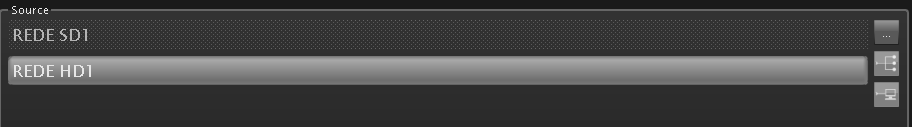 Source
REDE SD1
...
REDE HD1